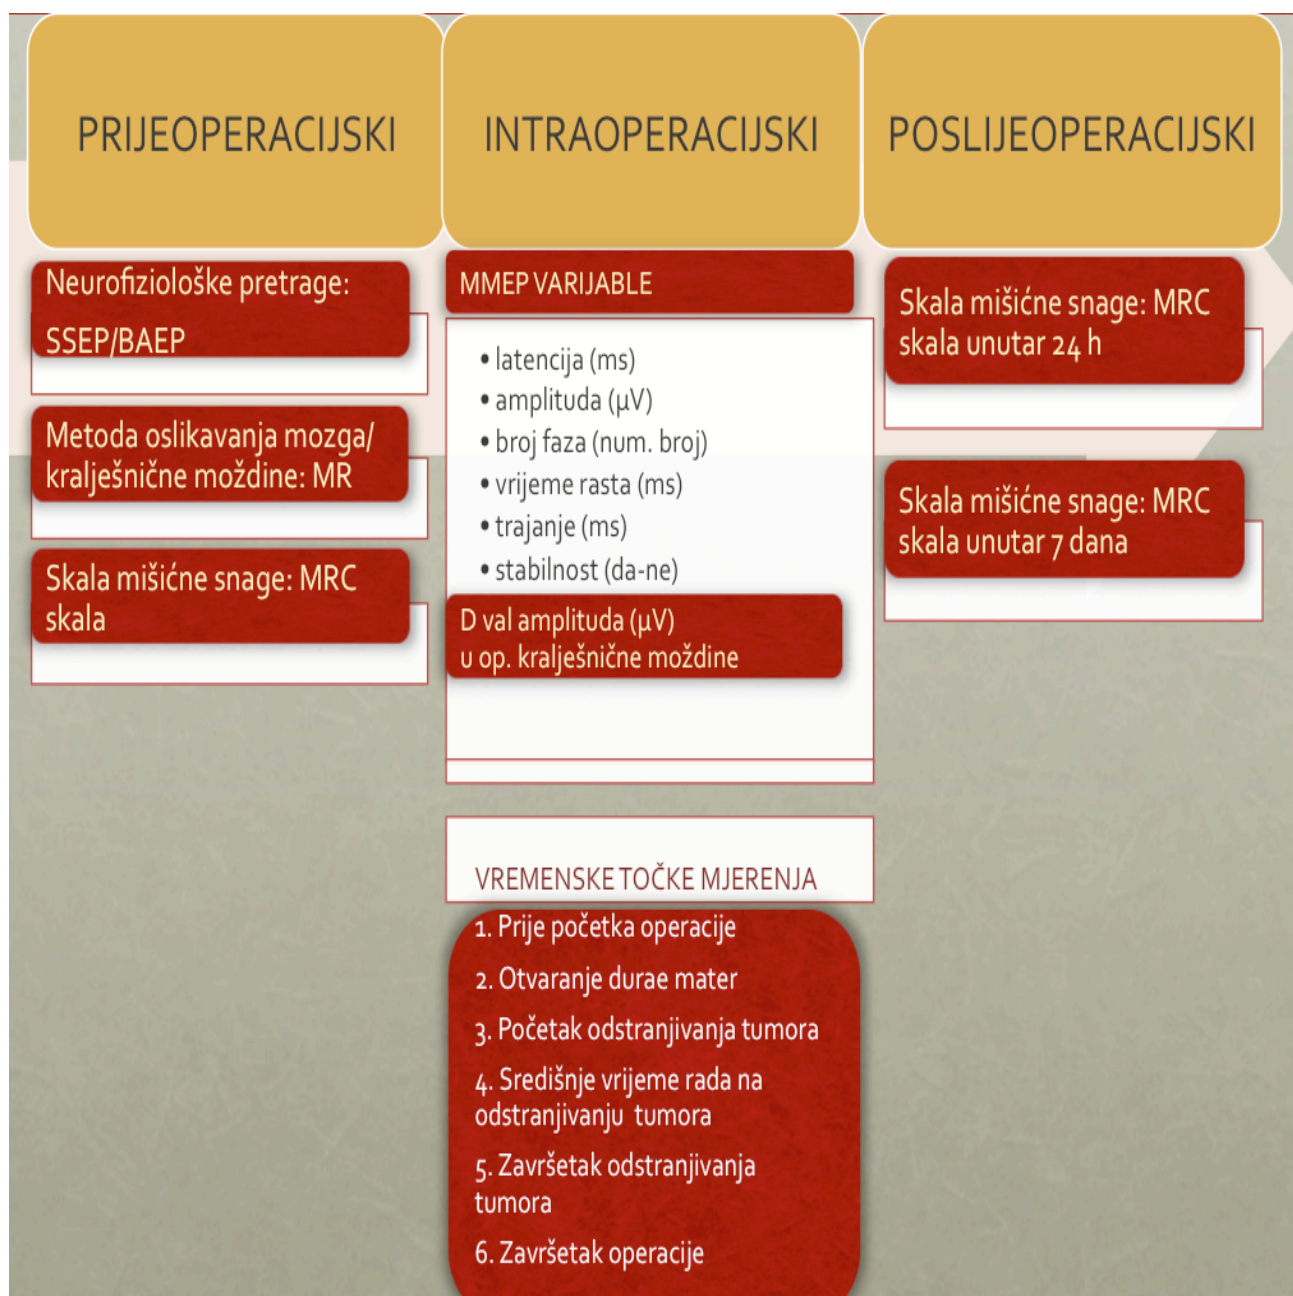 PRIJEOPERACIJSKI
Neurofiziološke pretrage:
SSEP/BAEP
Metoda oslikavanja mozga/
kralješnične moždine: MR
Skala mišićne snage: MRC
skala
INTRAOPERACIJSKI
MMEP VARIJABLE
• latencija (ms)
• amplituda (µV)
• broj faza (num. broj)
• vrijeme rasta (ms)
• trajanje (ms)
• stabilnost (da-ne)
D val amplituda (µV)
u op. kralješnične moždine
VREMENSKE TOČKE MJERENJA
1. Prije početka operacije
2. Otvaranje durae mater
3. Početak odstranjivanja tumora
4. Središnje vrijeme rada na
odstranjivanju tumora
5. Završetak odstranjivanja
tumora
6. Završetak operacije
POSLIJEOPERACIJSKI
Skala mišićne snage: MRC
skala unutar 24 h
Skala mišićne snage: MRC
skala unutar 7 dana